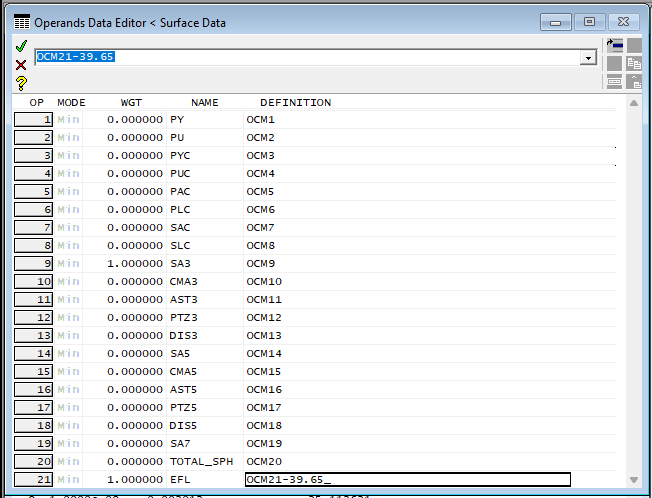 Operands Data Editor < Surface Data
OCM21-39.65
OP MODE WGT NAME DEFINITION
1 Min 0.000000 PY OCM1
2 Min 0.000000 PU OCM2
3 Min 0.000000 PYC OCM3
4 Min 0.000000 PUC OCM4
5 Min 0.000000 PAC OCM5
6 Min 0.000000 PLC OCM6
7 Min 0.000000 SAC OCM7
8 Min 0.000000 SLC OCM8
9 Min 1.000000 SA3 OCM9
10 Min 0.000000 CMA3 OCM10
11 Min 0.000000 AST3 OCM11
12 Min 0.000000 PTZ3 OCM12
13 Min 0.000000 DIS3 OCM13
14 Min 0.000000 SA5 OCM14
15 Min 0.000000 CMA5 OCM15
16 Min 0.000000 AST5 OCM16
17 Min 0.000000 PTZ5 OCM17
18 Min 0.000000 DIS5 OCM18
19 Min 0.000000 SA7 OCM19
20 Min 0.000000 TOTAL_SPH OCM20
21 Min 1.000000 EFL OCM21-39.65_